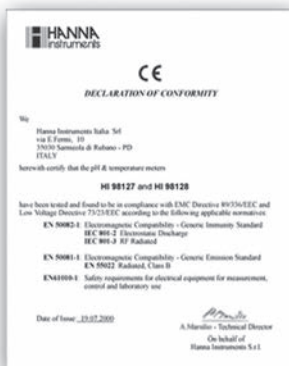 HANNA
instruments
CE
DECLARATION OF CONFORMITY
We
Hanna Instruments Italia Srl
via E.Fermi, 10
35030 Sarmeola di Rubano - PD
ITALY
herewith certify that the pH & temperature meters
HI 98127 and HI 98128
have been tested and found to be in compliance with EMC Directive 89/336/EEC and
Low Voltage Directive 73/23/EEC according to the following applicable normatives:
EN 50082-1 Electromagnetic Compatibility - Generic Immunity Standard
IEC 801-2 Electrostatic Discharge
IEC 801-3 RF Radiated
EN 50081-1 Electromagnetic Compatibility - Generic Emission Standard
EN 55022 Radiated, Class B
EN61010-1 Safety requirements for electrical equipment for measurement,
control and laboratory use
Date of Issue: 19.07.2000
A.Marsilio - Technical Director
On behalf of
Hanna Instruments S.r.l.